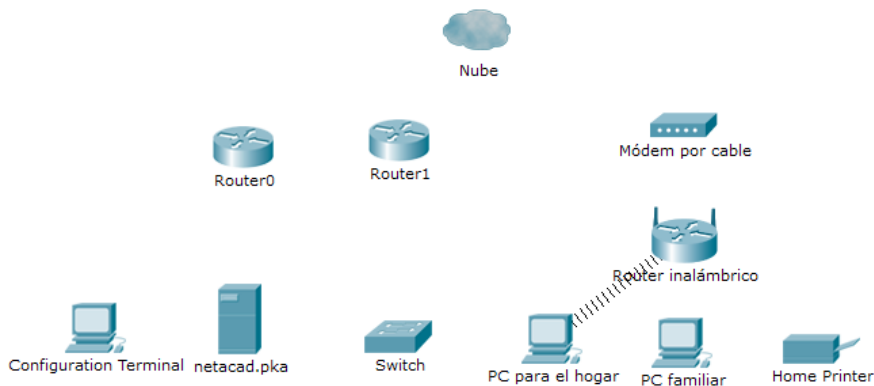 Nube
Router0
Router1
Módem por cable
Router inalámbrico
Configuration Terminal
netacad.pka
Switch
PC para el hogar
PC familiar
Home Printer